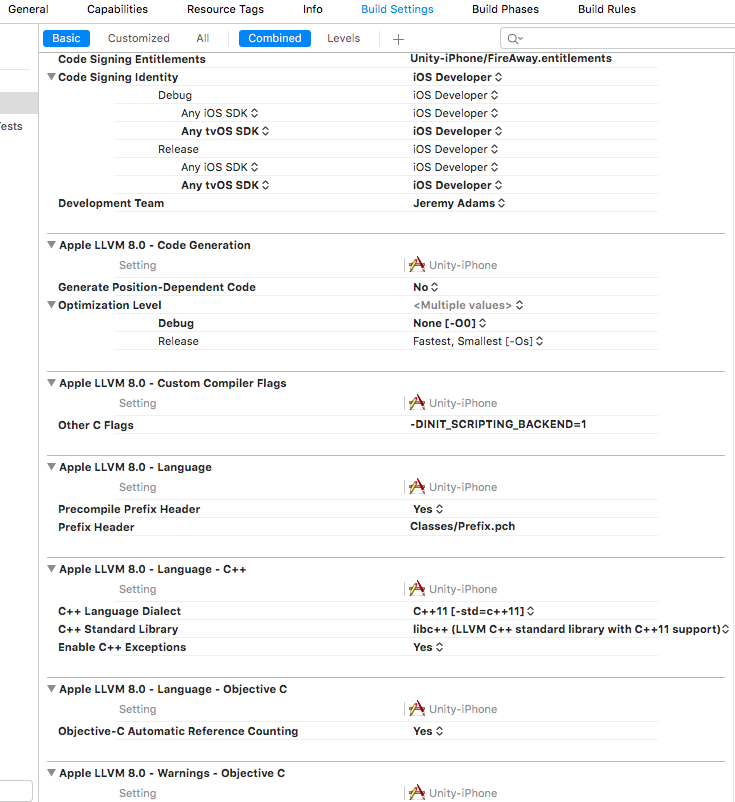 General Capabilities Resource Tags Info Build Settings Build Phases Build Rules
Basic Customized All Combined Levels
Code Signing Entitlements Unity-iPhone/FireAway.entitlements
Code Signing Identity iOS Developer
Debug iOS Developer
Any iOS SDK iOS Developer
Any tvOS SDK iOS Developer
Release iOS Developer
Any iOS SDK iOS Developer
Any tvOS SDK iOS Developer
Development Team Jeremy Adams
Apple LLVM 8.0 - Code Generation
Setting Unity-iPhone
Generate Position-Dependent Code No
Optimization Level <Multiple values>
Debug None [-O0]
Release Fastest, Smallest [-Os]
Apple LLVM 8.0 - Custom Compiler Flags
Setting Unity-iPhone
Other C Flags -DINIT_SCRIPTING_BACKEND=1
Apple LLVM 8.0 - Language
Setting Unity-iPhone
Precompile Prefix Header Yes
Prefix Header Classes/Prefix.pch
Apple LLVM 8.0 - Language - C++
Setting Unity-iPhone
C++ Language Dialect C++11 [-std=c++11]
C++ Standard Library libc++ (LLVM C++ standard library with C++11 support)
Enable C++ Exceptions Yes
Apple LLVM 8.0 - Language - Objective C
Setting Unity-iPhone
Objective-C Automatic Reference Counting Yes
Apple LLVM 8.0 - Warnings - Objective C
Setting Unity-iPhone